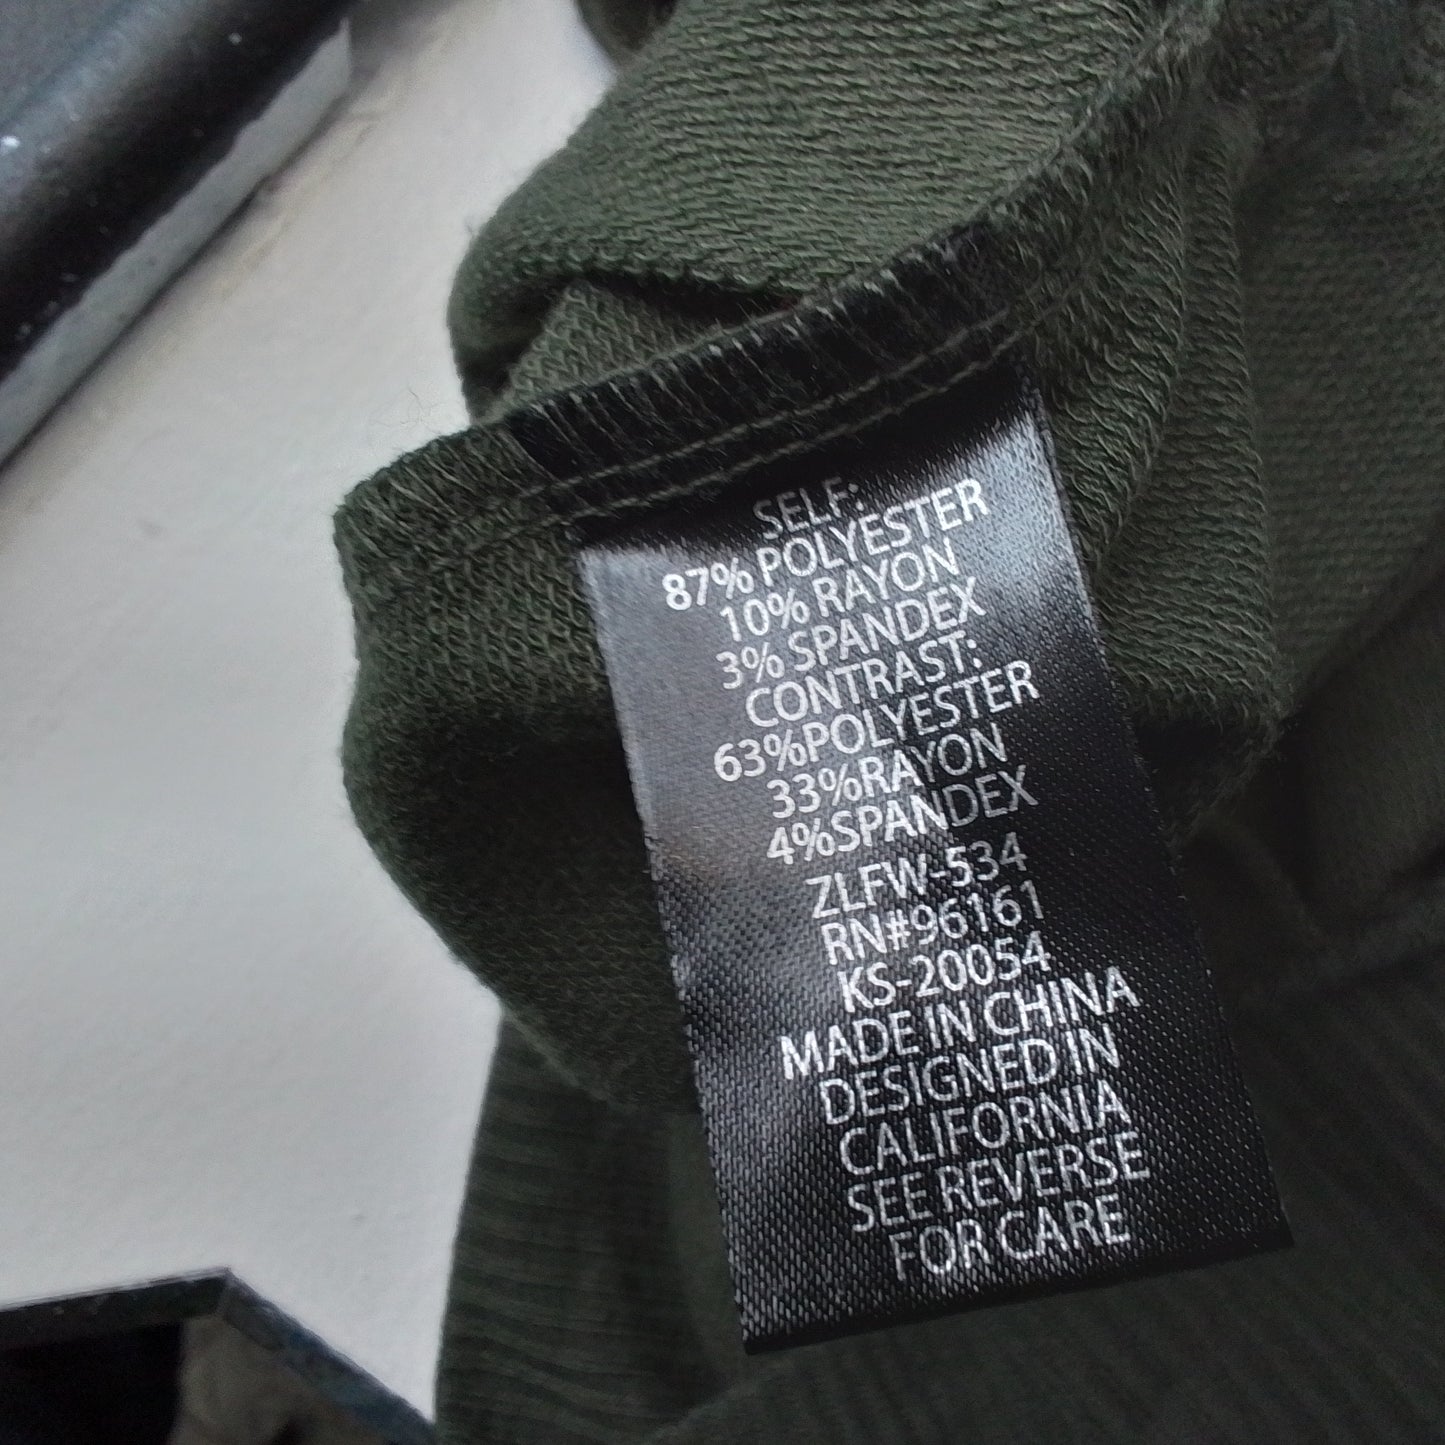 SELF:
87% POLYESTER
10% RAYON
3% SPANDEX
CONTRAST:
63%POLYESTER
33%RAYON
4%SPANDEX
ZLFW-534
RN#96161
KS-20054
MADE IN CHINA
DESIGNED IN
CALIFORNIA
SEE REVERSE
FOR CARE